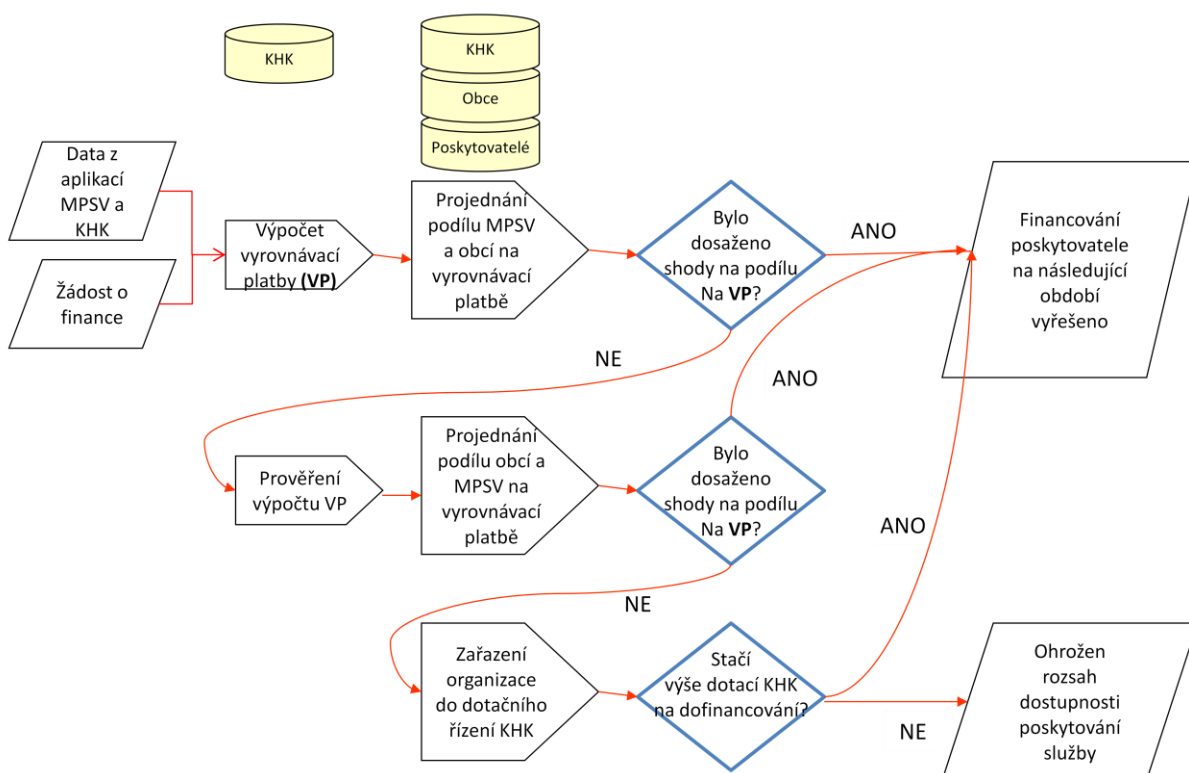 KHK
KHK
Obce
Poskytovatelé
Data z
aplikací
MPSV a
KHK
Žádost o
finance
Výpočet
vyrovnávací
platby (VP)
Projednání
podílu MPSV
a obcí na
vyrovnávací
platbě
Bylo
dosaženo
shody na podílu
Na VP?
ANO
Financování
poskytovatele
na následující
období
vyřešeno
NE
ANO
Prověření
výpočtu VP
Projednání
podílu obcí a
MPSV na
vyrovnávací
platbě
Bylo
dosaženo
shody na podílu
Na VP?
ANO
NE
Zařazení
organizace
do dotačního
řízení KHK
Stačí
výše dotací KHK
na dofinancování?
NE
Ohrožen
rozsah
dostupnosti
poskytování
služby